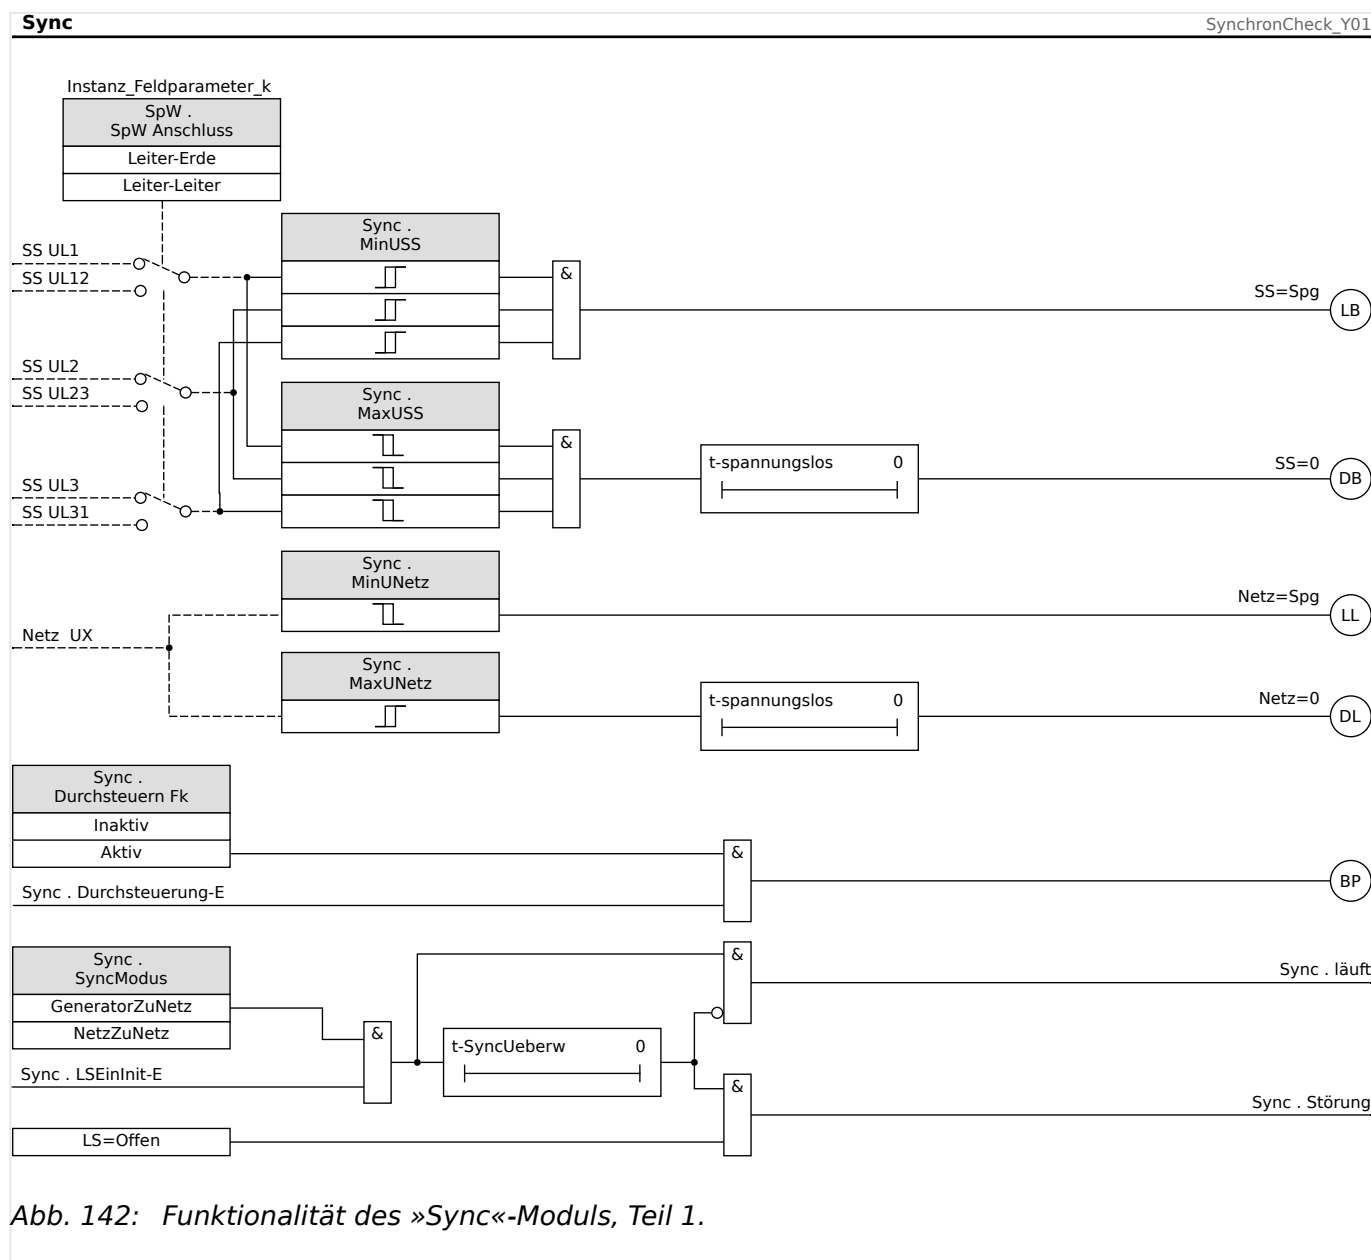 Sync
SynchronCheck_Y01
Instanz_Feldparameter_k
SpW .
SpW Anschluss
Leiter-Erde
Leiter-Leiter
Sync .
MinUSS
SS UL1
SS UL12
&
SS=Spg
LB
SS UL2
SS UL23
Sync .
MaxUSS
&
t-spannungslos 0
SS=0
DB
SS UL3
SS UL31
Sync .
MinUNetz
Netz=Spg
LL
Netz UX
Sync .
MaxUNetz
t-spannungslos 0
Netz=0
DL
Sync .
Durchsteuern Fk
Inaktiv
Aktiv
&
BP
Sync . Durchsteuerung-E
Sync .
SyncModus
GeneratorZuNetz
NetzZuNetz
&
Sync . läuft
&
t-SyncUeberw 0
Sync . LSEinInit-E
&
Sync . Störung
LS=Offen
Abb. 142: Funktionalität des »Sync«-Moduls, Teil 1.